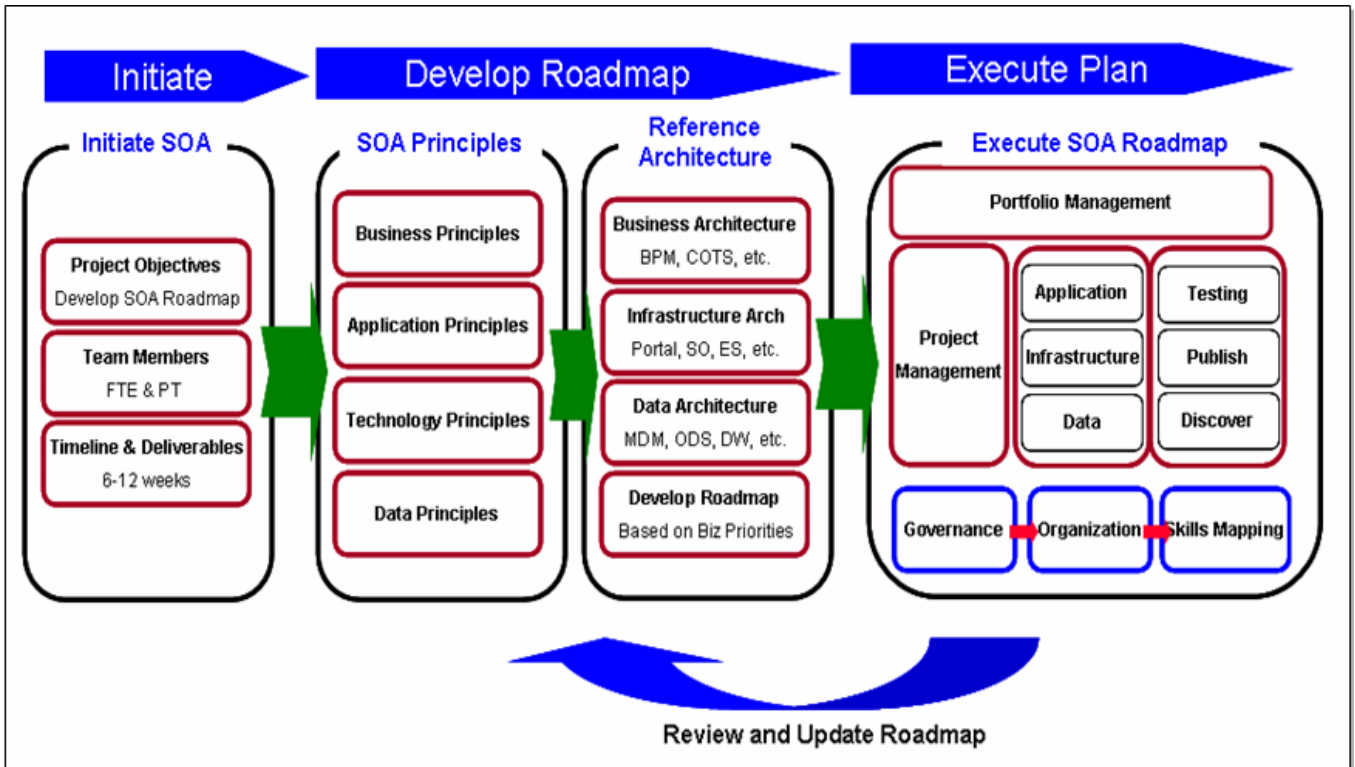 Initiate
Develop Roadmap
Execute Plan
Initiate SOA
Project Objectives
Develop SOA Roadmap
Team Members
FTE & PT
Timeline & Deliverables
6-12 weeks
SOA Principles
Business Principles
Application Principles
Technology Principles
Data Principles
Reference
Architecture
Business Architecture
BPM, COTS, etc.
Infrastructure Arch
Portal, SO, ES, etc.
Data Architecture
MDM, ODS, DW, etc.
Develop Roadmap
Based on Biz Priorities
Execute SOA Roadmap
Portfolio Management
Project
Management
Application
Infrastructure
Data
Testing
Publish
Discover
Governance
Organization
Skills Mapping
Review and Update Roadmap